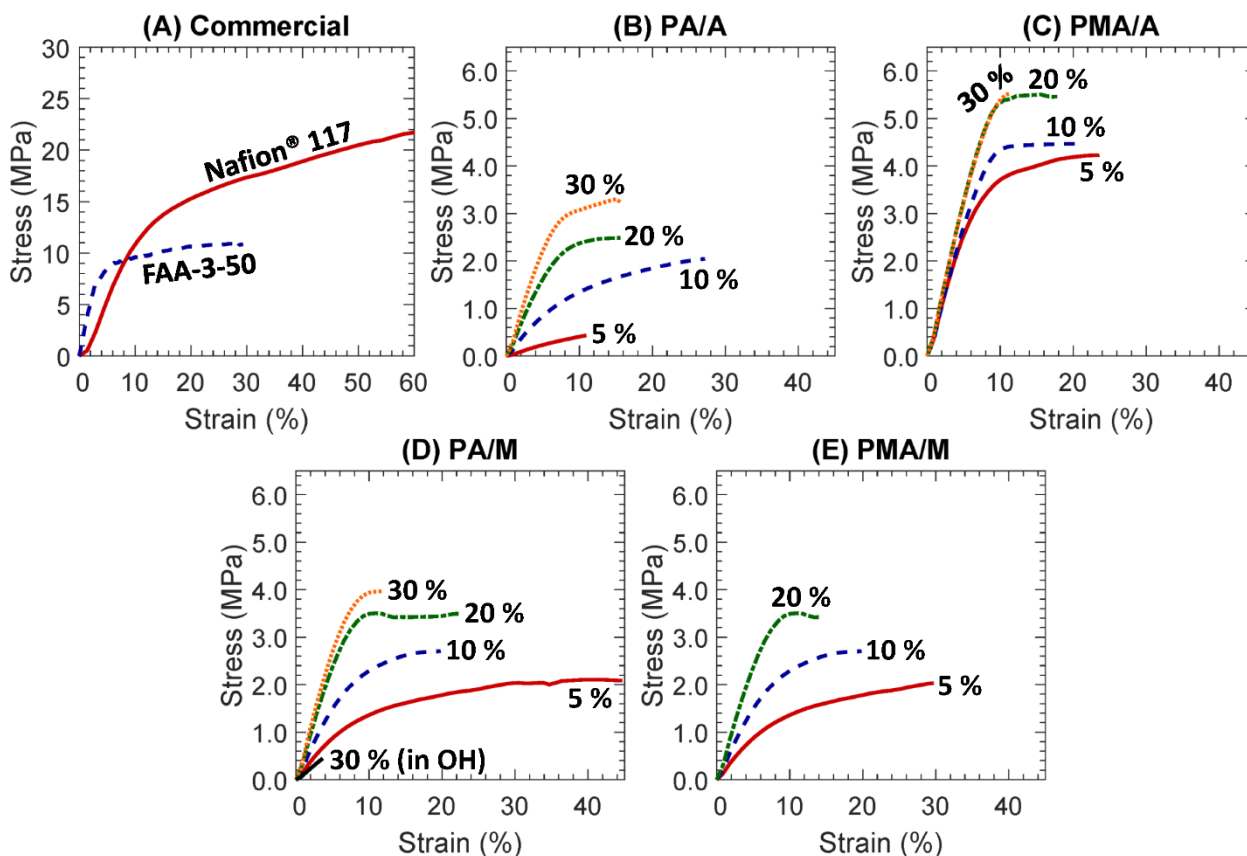 (A) Commercial
Stress (MPa)
30
25
20
15
10
5
0
Nafion® 117
FAA-3-50
0 10 20 30 40 50 60
Strain (%)
(B) PA/A
Stress (MPa)
6.0
5.0
4.0
3.0
2.0
1.0
0.0
30 %
20 %
10 %
5 %
0 10 20 30 40
Strain (%)
(C) PMA/A
Stress (MPa)
6.0
5.0
4.0
3.0
2.0
1.0
0.0
30 %
20 %
10 %
5 %
0 10 20 30 40
Strain (%)
(D) PA/M
Stress (MPa)
6.0
5.0
4.0
3.0
2.0
1.0
0.0
30 %
20 %
10 %
5 %
30 % (in OH)
0 10 20 30 40
Strain (%)
(E) PMA/M
Stress (MPa)
6.0
5.0
4.0
3.0
2.0
1.0
0.0
20 %
10 %
5 %
0 10 20 30 40
Strain (%)